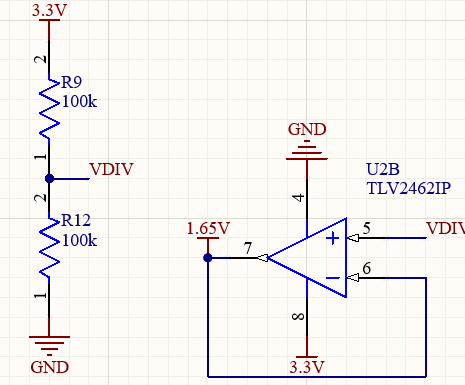 3.3V
2
R9
100k
1
VDIV
2
R12
100k
1
GND
GND
4
U2B
TLV2462IP
1.65V
7
+
5
VDIV
−
6
8
3.3V